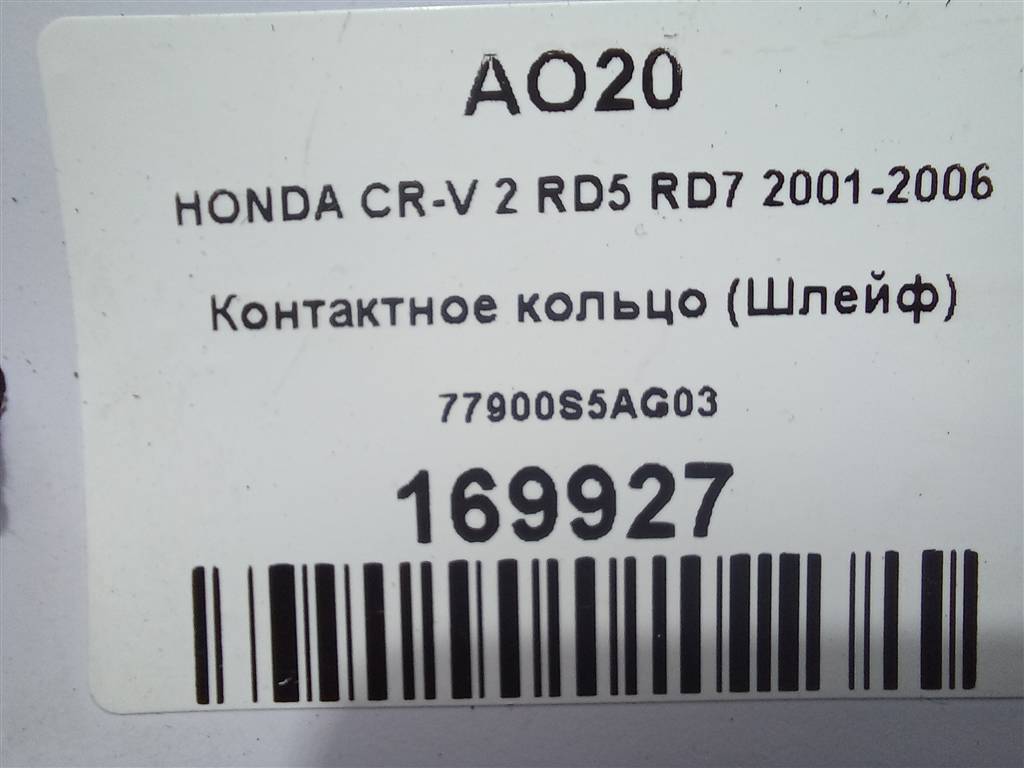 AO20
HONDA CR-V 2 RD5 RD7 2001-2006
Контактное кольцо (Шлейф)
77900S5AG03
169927